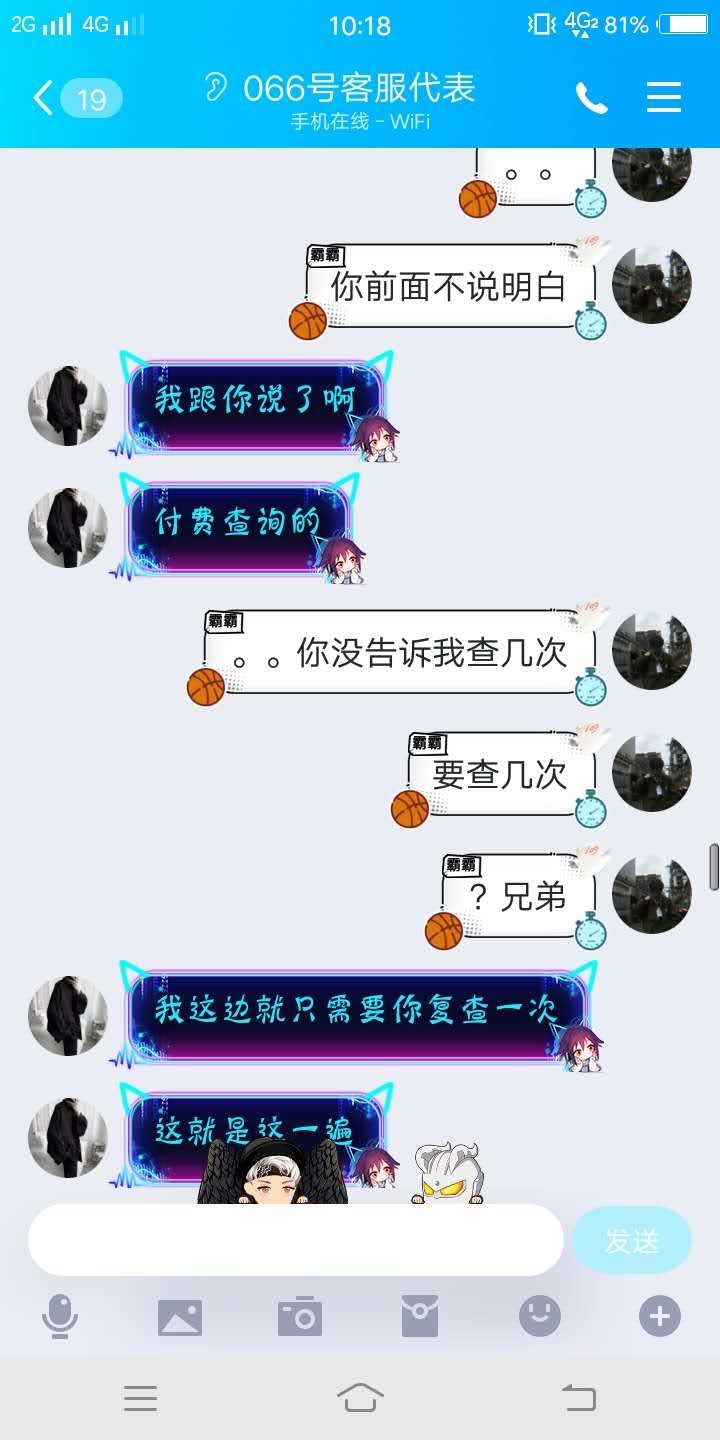 2G 4G 10:18 4G2 81%
19 066号客服代表
手机在线 - WiFi
。。
霸霸
你前面不说明白
我跟你说了啊
付费查询的
霸霸
。。你没告诉我查几次
霸霸
要查几次
霸霸
？兄弟
我这边就只需要你复查一次
这就是这一遍
发送